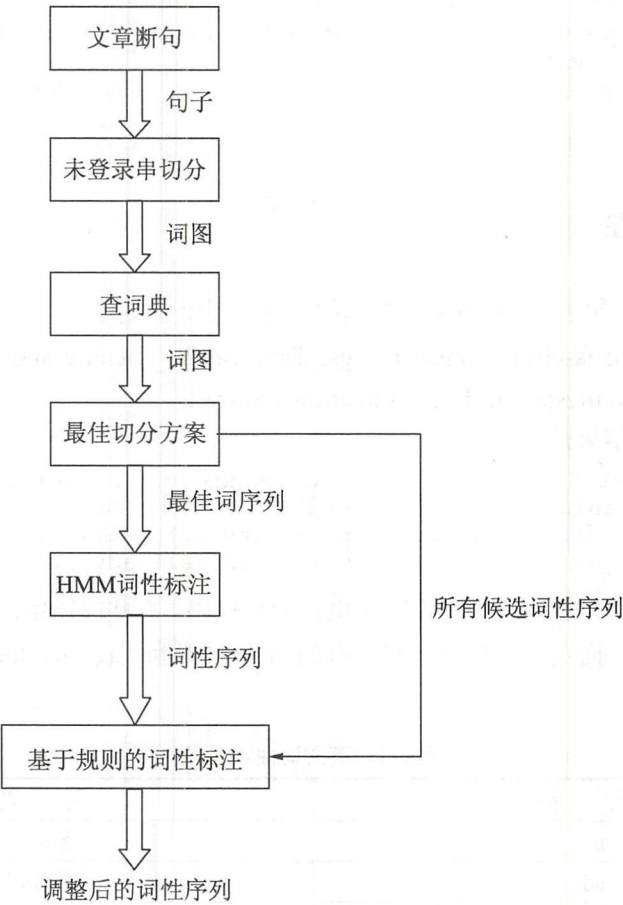 文章断句
句子
未登录串切分
词图
查词典
词图
最佳切分方案
最佳词序列
HMM词性标注
所有候选词性序列
词性序列
基于规则的词性标注
调整后的词性序列